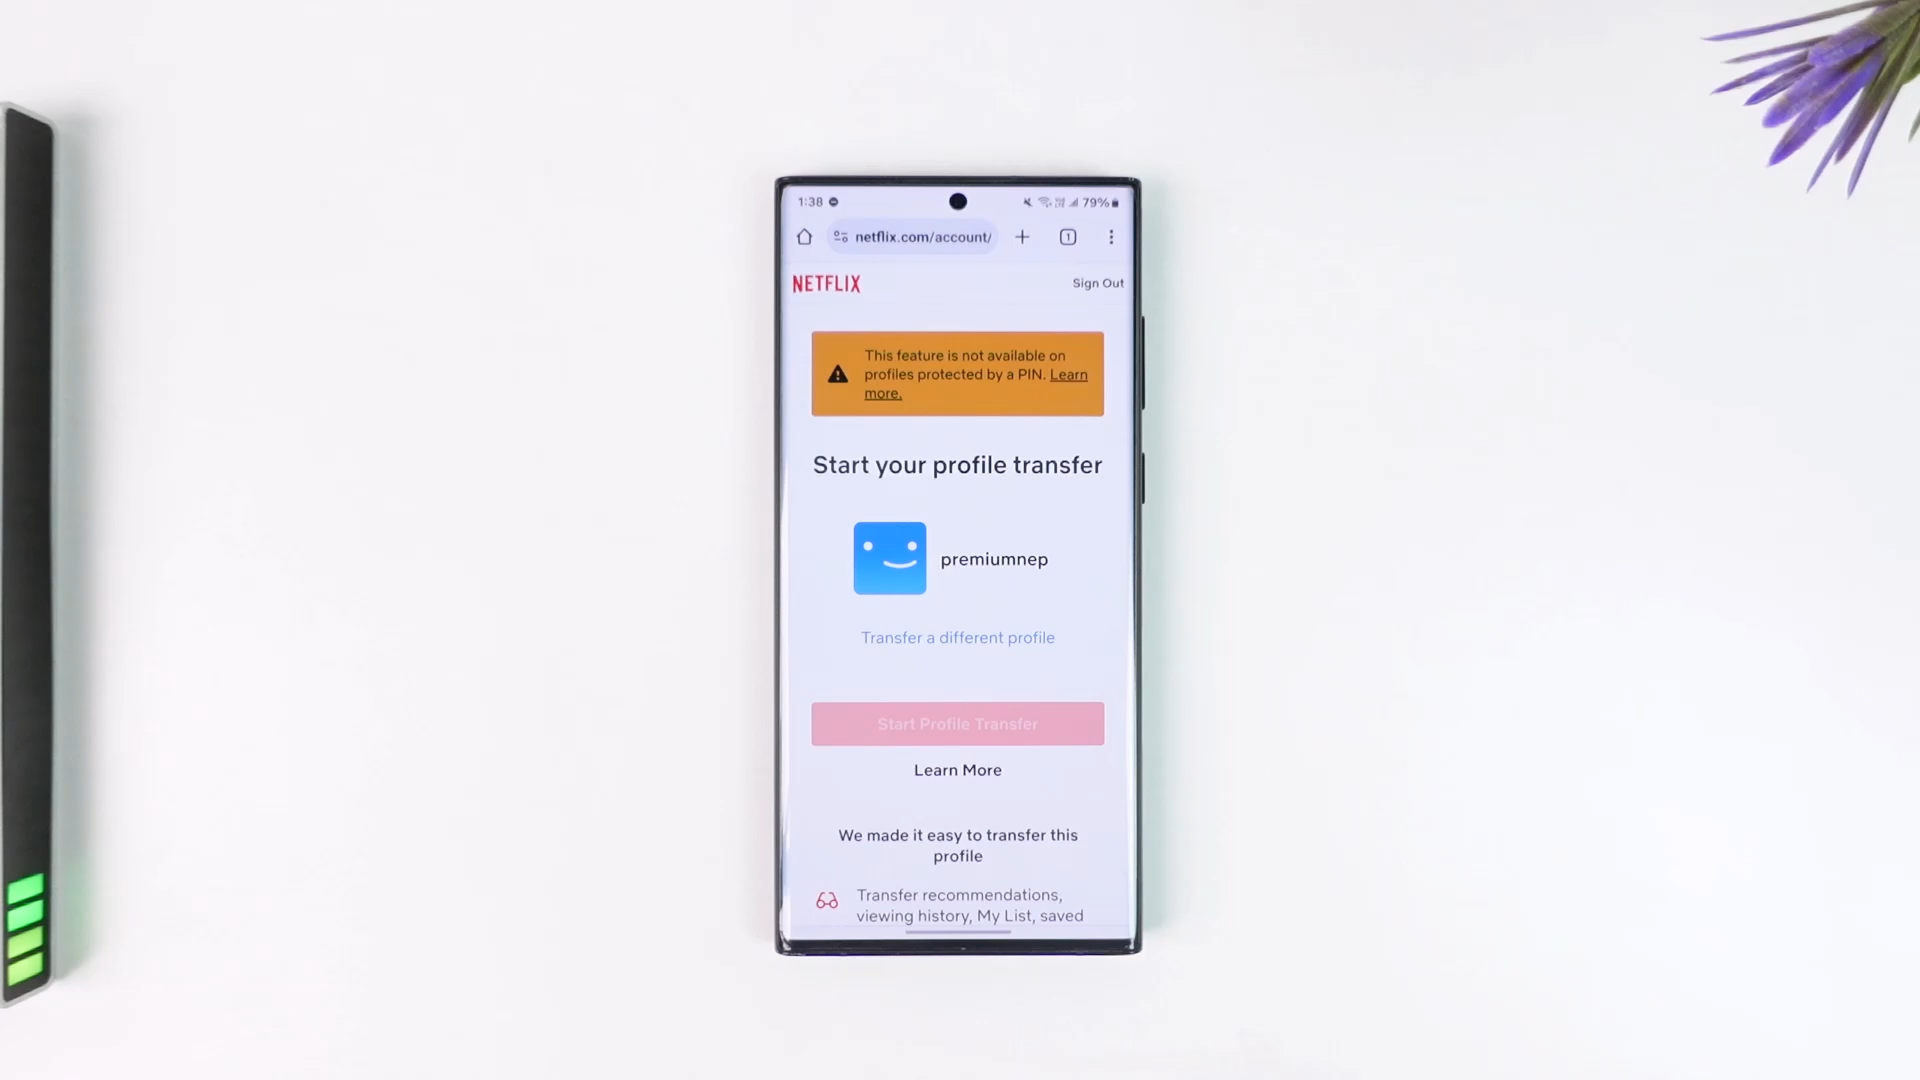 1:38
79%
netflix.com/account/
1
NETFLIX
Sign Out
This feature is not available on
profiles protected by a PIN. Learn
more.
Start your profile transfer
premiumnep
Transfer a different profile
Start Profile Transfer
Learn More
We made it easy to transfer this
profile
Transfer recommendations,
viewing history, My List, saved